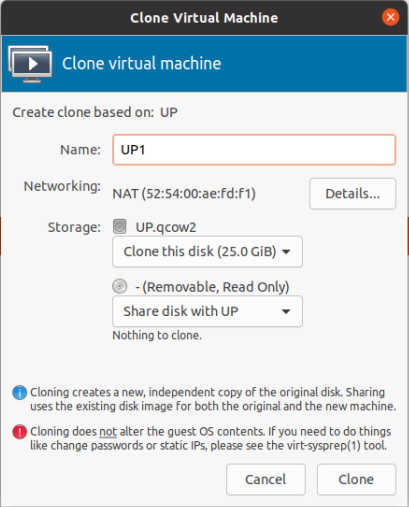 Clone Virtual Machine
Clone virtual machine
Create clone based on: UP
Name: UP1
Networking: NAT (52:54:00:ae:fd:f1) Details...
Storage: UP.qcow2
Clone this disk (25.0 GiB)
- (Removable, Read Only)
Share disk with UP
Nothing to clone.
Cloning creates a new, independent copy of the original disk. Sharing
uses the existing disk image for both the original and the new machine.
Cloning does not alter the guest OS contents. If you need to do things
like change passwords or static IPs, please see the virt-sysprep(1) tool.
Cancel Clone